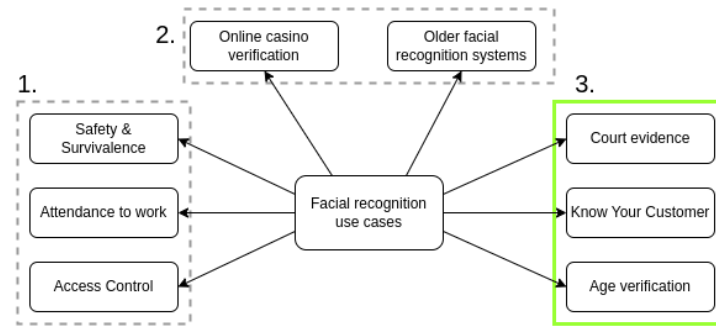 2.
Online casino
verification
Older facial
recognition systems
1.
Safety &
Survivalence
Attendance to work
Access Control
Facial recognition
use cases
3.
Court evidence
Know Your Customer
Age verification